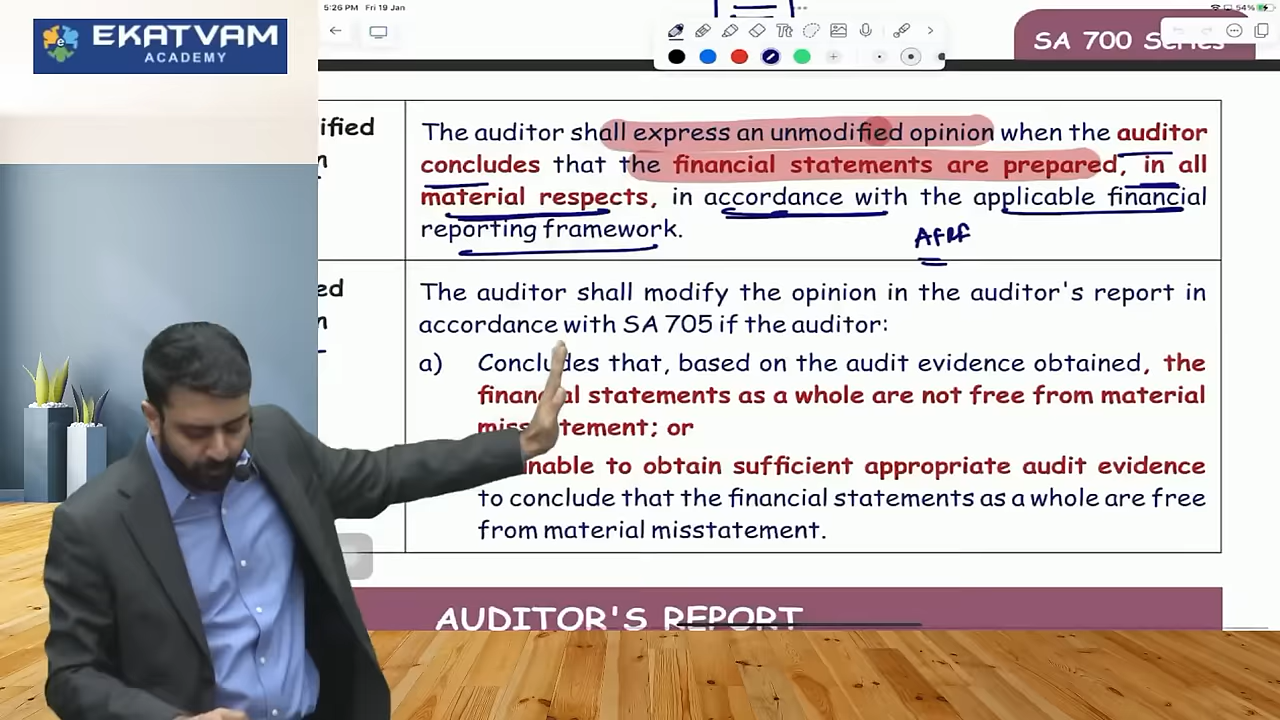 5:26 PM Fri 19 Jan
54%
EKATVAM
ACADEMY
Tt
SA 700 Series
ified
n
The auditor shall express an unmodified opinion when the auditor
concludes that the financial statements are prepared, in all
material respects, in accordance with the applicable financial
reporting framework.
AFRF
ed
n
The auditor shall modify the opinion in the auditor's report in
accordance with SA 705 if the auditor:
a) Concludes that, based on the audit evidence obtained, the
financial statements as a whole are not free from material
misstatement; or
unable to obtain sufficient appropriate audit evidence
to conclude that the financial statements as a whole are free
from material misstatement.
AUDITOR'S REPORT